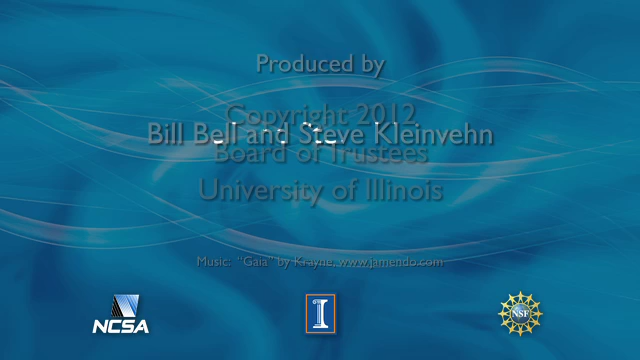 Produced by
Copyright 2012
Bill Bell and Steve Kleinvehn
Board of Trustees
University of Illinois
Music: "Gaia" by Krayne, www.jamendo.com
NCSA
I
NSF